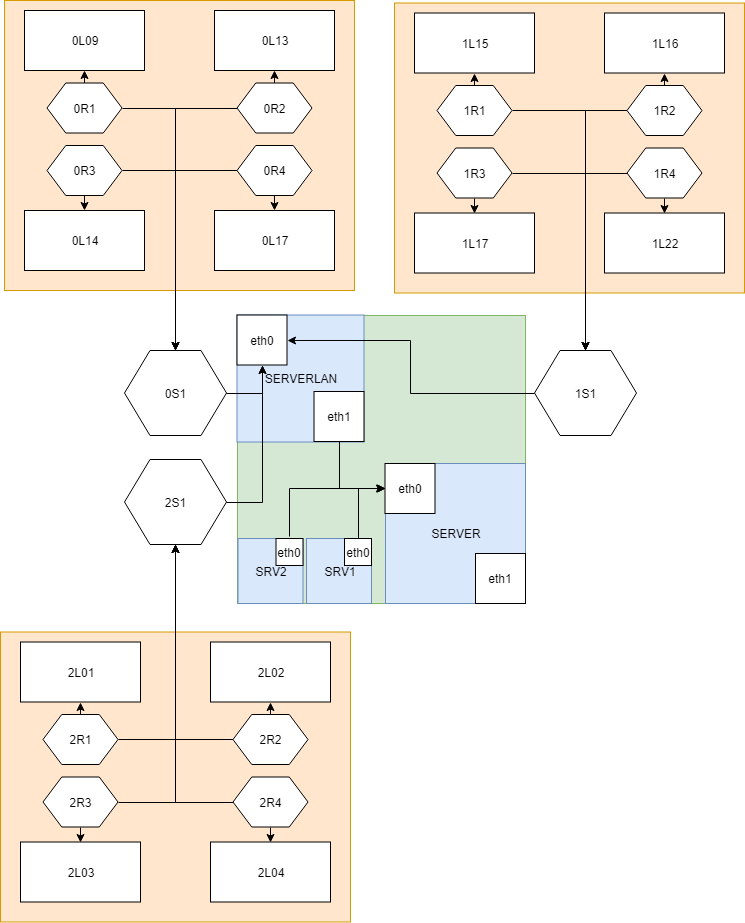 0L09
0L13
0R1
0R2
0R3
0R4
0L14
0L17
1L15
1L16
1R1
1R2
1R3
1R4
1L17
1L22
eth0
SERVERLAN
eth1
0S1
1S1
2S1
eth0
SERVER
eth1
eth0
SRV2
eth0
SRV1
2L01
2L02
2R1
2R2
2R3
2R4
2L03
2L04